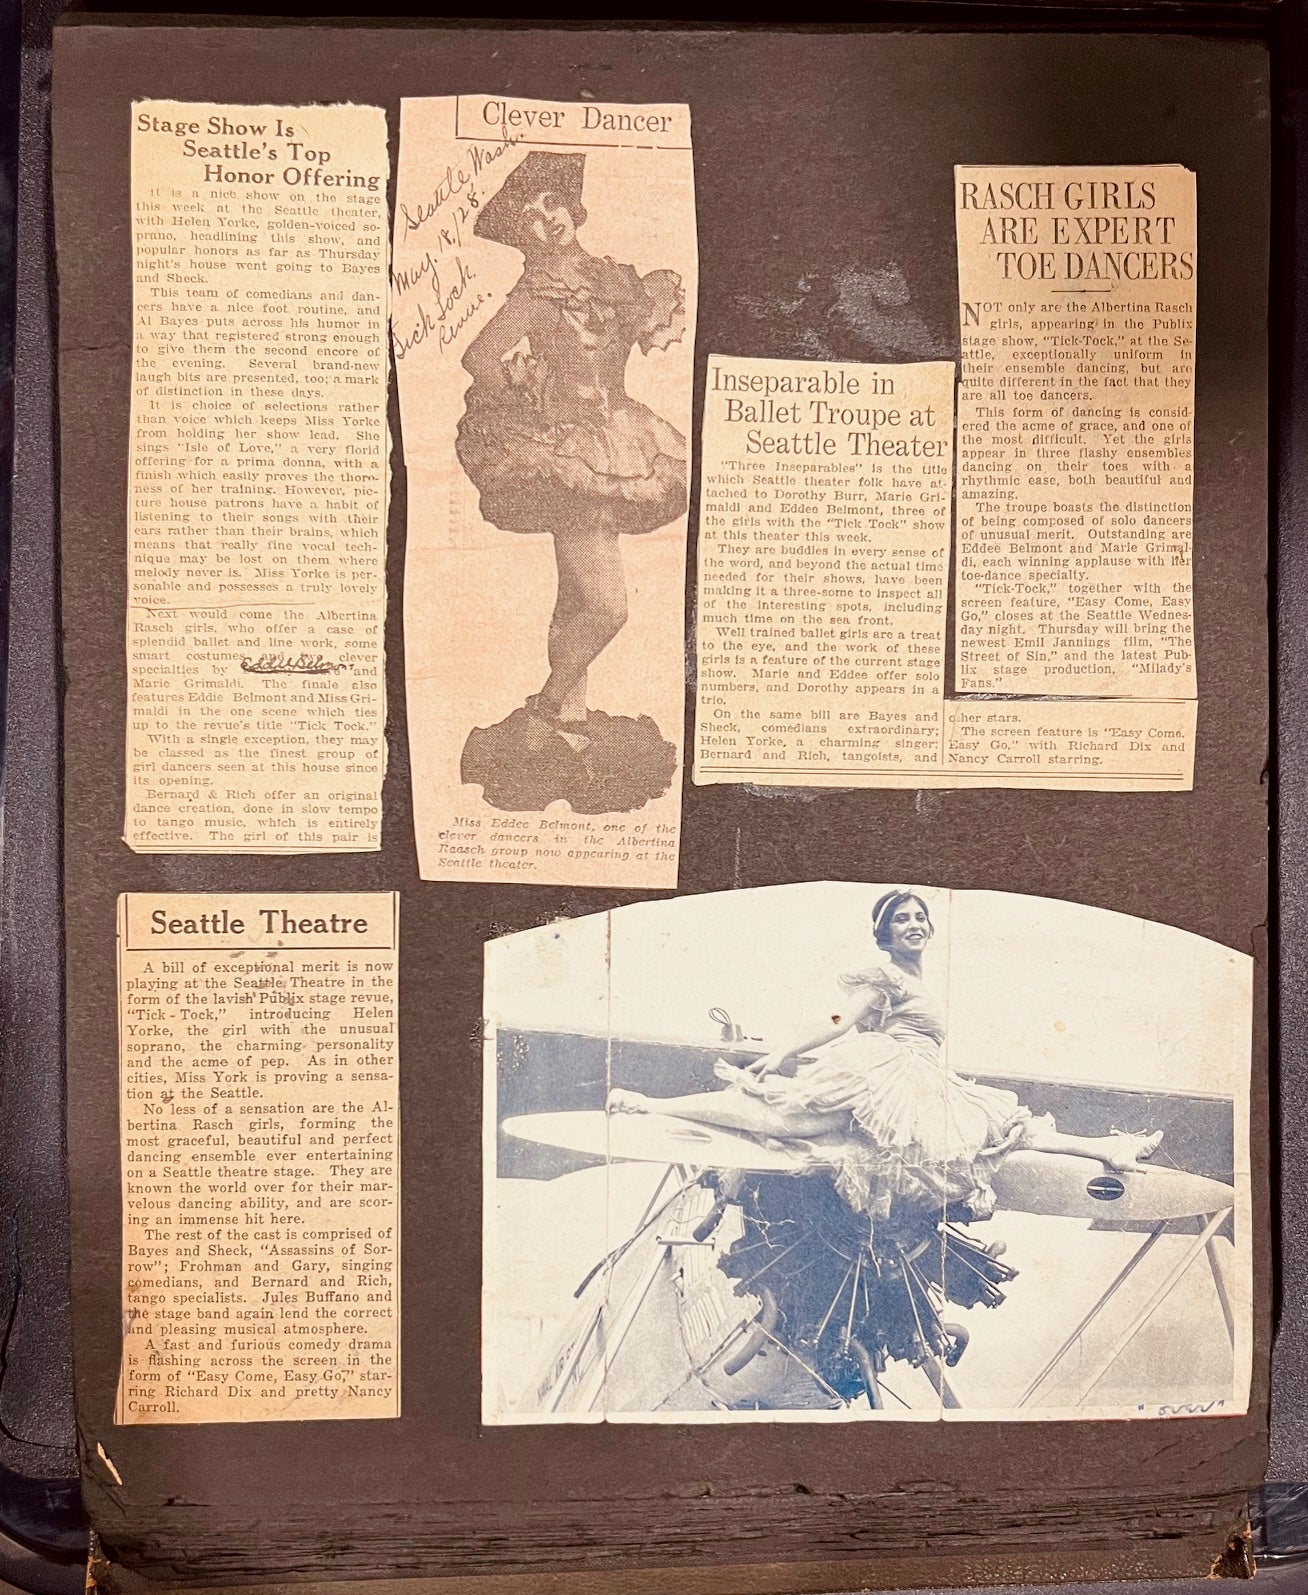 Stage Show Is
Seattle's Top
Honor Offering
It is a nice show on the stage
this week at the Seattle theater,
with Helen Yorke, golden-voiced so-
prano, headlining this show, and
popular honors as far as Thursday
night's house went going to Bayes
and Sheck.
This team of comedians and dan-
cers have a nice foot routine, and
Al Bayes puts across his humor in
a way that registered strong enough
to give them the second encore of
the evening. Several brand-new
laugh bits are presented, too; a mark
of distinction in these days.
It is choice of selections rather
than voice which keeps Miss Yorke
from holding her show lead. She
sings "Isle of Love," a very florid
offering for a prima donna, with a
finish which easily proves the thoro-
ness of her training. However, pic-
ture house patrons have a habit of
listening to their songs with their
ears rather than their brains, which
means that really fine vocal tech-
nique may be lost on them where
melody never is. Miss Yorke is per-
sonable and possesses a truly lovely
voice.
Next would come the Albertina
Rasch girls, who offer a case of
splendid ballet and line work, some
smart costumes, clever
specialties by Eddie Belmont and
Marie Grimaldi. The finale also
features Eddie Belmont and Miss Gri-
maldi in the one scene which ties
up to the revue's title "Tick Tock."
With a single exception, they may
be classed as the finest group of
girl dancers seen at this house since
its opening.
Bernard & Rich offer an original
dance creation, done in slow tempo
to tango music, which is entirely
effective. The girl of this pair is
Clever Dancer
Seattle Wash.
May. 18./28.
Tick Tock.
Revue.
Miss Eddee Belmont, one of the
clever dancers in the Albertina
Raasch group now appearing at the
Seattle theater.
Inseparable in
Ballet Troupe at
Seattle Theater
"Three Inseparables" is the title
which Seattle theater folk have at-
tached to Dorothy Burr, Marie Gri-
maldi and Eddee Belmont, three of
the girls with the "Tick Tock" show
at this theater this week.
They are buddies in every sense of
the word, and beyond the actual time
needed for their shows, have been
making it a three-some to inspect all
of the interesting spots, including
much time on the sea front.
Well trained ballet girls are a treat
to the eye, and the work of these
girls is a feature of the current stage
show. Marie and Eddee offer solo
numbers, and Dorothy appears in a
trio.
On the same bill are Bayes and
Sheck, comedians extraordinary;
Helen Yorke, a charming singer;
Bernard and Rich, tangoists, and
other stars.
The screen feature is "Easy Come,
Easy Go," with Richard Dix and
Nancy Carroll starring.
RASCH GIRLS
ARE EXPERT
TOE DANCERS
NOT only are the Albertina Rasch
girls, appearing in the Publix
stage show, "Tick-Tock," at the Se-
attle, exceptionally uniform in
their ensemble dancing, but are
quite different in the fact that they
are all toe dancers.
This form of dancing is consid-
ered the acme of grace, and one of
the most difficult. Yet the girls
appear in three flashy ensembles
dancing on their toes with a
rhythmic ease, both beautiful and
amazing.
The troupe boasts the distinction
of being composed of solo dancers
of unusual merit. Outstanding are
Eddee Belmont and Marie Grimal-
di, each winning applause with her
toe-dance specialty.
"Tick-Tock," together with the
screen feature, "Easy Come, Easy
Go," closes at the Seattle Wednes-
day night. Thursday will bring the
newest Emil Jannings film, "The
Street of Sin," and the latest Pub-
lix stage production, "Milady's
Fans."
Seattle Theatre
A bill of exceptional merit is now
playing at the Seattle Theatre in the
form of the lavish Publix stage revue,
"Tick - Tock," introducing Helen
Yorke, the girl with the unusual
soprano, the charming personality
and the acme of pep. As in other
cities, Miss York is proving a sensa-
tion at the Seattle.
No less of a sensation are the Al-
bertina Rasch girls, forming the
most graceful, beautiful and perfect
dancing ensemble ever entertaining
on a Seattle theatre stage. They are
known the world over for their mar-
velous dancing ability, and are scor-
ing an immense hit here.
The rest of the cast is comprised of
Bayes and Sheck, "Assassins of Sor-
row"; Frohman and Gary, singing
comedians, and Bernard and Rich,
tango specialists. Jules Buffano and
the stage band again lend the correct
and pleasing musical atmosphere.
A fast and furious comedy drama
is flashing across the screen in the
form of "Easy Come, Easy Go," star-
ring Richard Dix and pretty Nancy
Carroll.
"over"